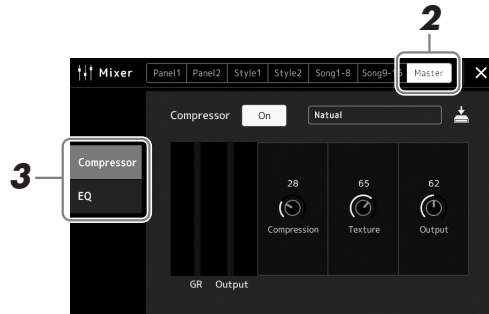 2
Mixer Panel1 Panel2 Style1 Style2 Song1-8 Song9-16 Master ×
Compressor On Natual
3
Compressor
EQ
28 65 62
Compression Texture Output
GR Output